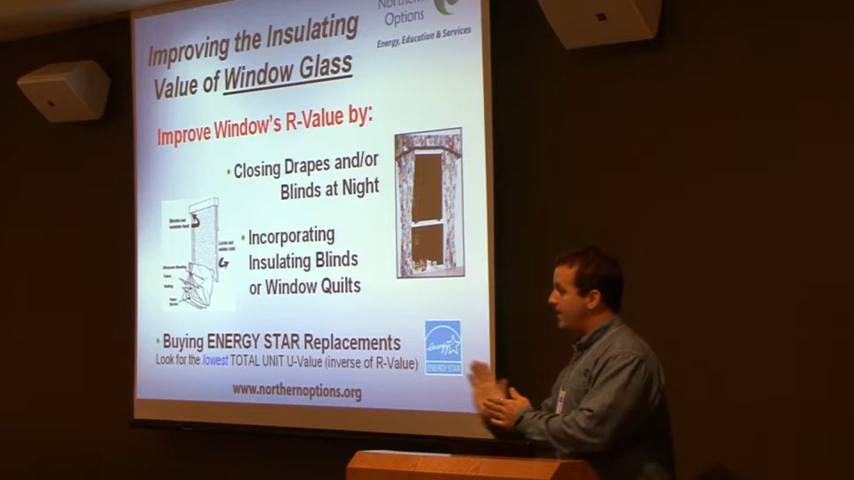 Improving the Insulating
Value of Window Glass
Northern
Options
Energy, Education & Services
Improve Window's R-Value by:
• Closing Drapes and/or
Blinds at Night
• Incorporating
Insulating Blinds
or Window Quilts
• Buying ENERGY STAR Replacements
Look for the lowest TOTAL UNIT U-Value (inverse of R-Value)
energy
ENERGY STAR
www.northernoptions.org